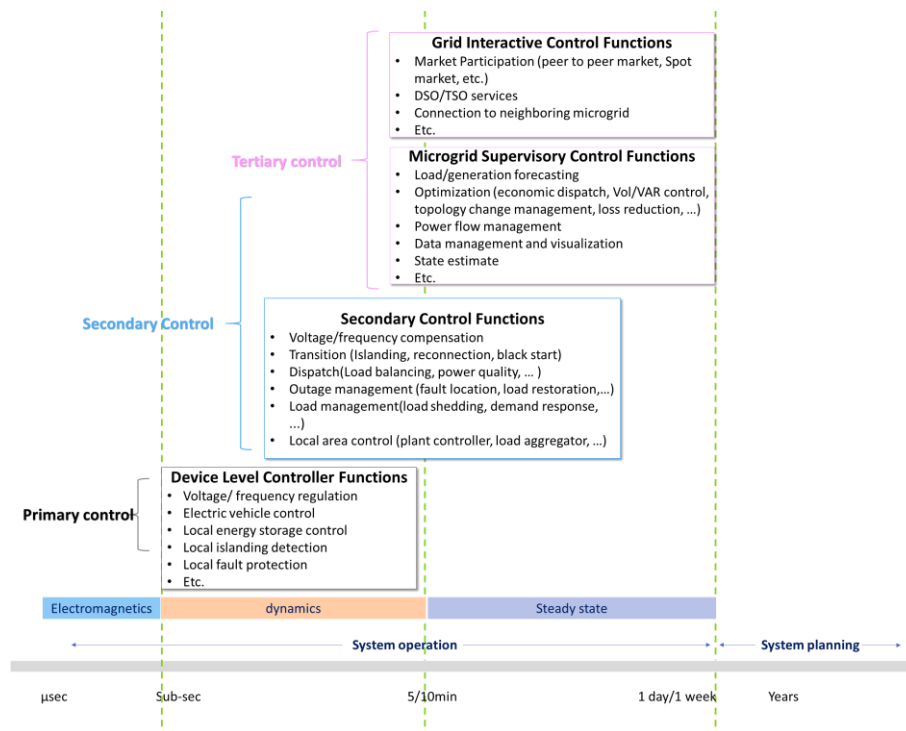 Grid Interactive Control Functions
• Market Participation (peer to peer market, Spot
market, etc.)
• DSO/TSO services
• Connection to neighboring microgrid
• Etc.
Tertiary control
Microgrid Supervisory Control Functions
• Load/generation forecasting
• Optimization (economic dispatch, Vol/VAR control,
topology change management, loss reduction, …)
• Power flow management
• Data management and visualization
• State estimate
• Etc.
Secondary Control
Secondary Control Functions
• Voltage/frequency compensation
• Transition (Islanding, reconnection, black start)
• Dispatch(Load balancing, power quality, … )
• Outage management (fault location, load restoration,…)
• Load management(load shedding, demand response,
...)
• Local area control (plant controller, load aggregator, …)
Primary control
Device Level Controller Functions
• Voltage/ frequency regulation
• Electric vehicle control
• Local energy storage control
• Local islanding detection
• Local fault protection
• Etc.
Electromagnetics dynamics Steady state
System operation System planning
µsec Sub-sec 5/10min 1 day/1 week Years